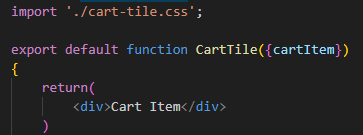 import './cart-tile.css';
export default function CartTile({cartItem})
{
    return(
        <div>Cart Item</div>
    )